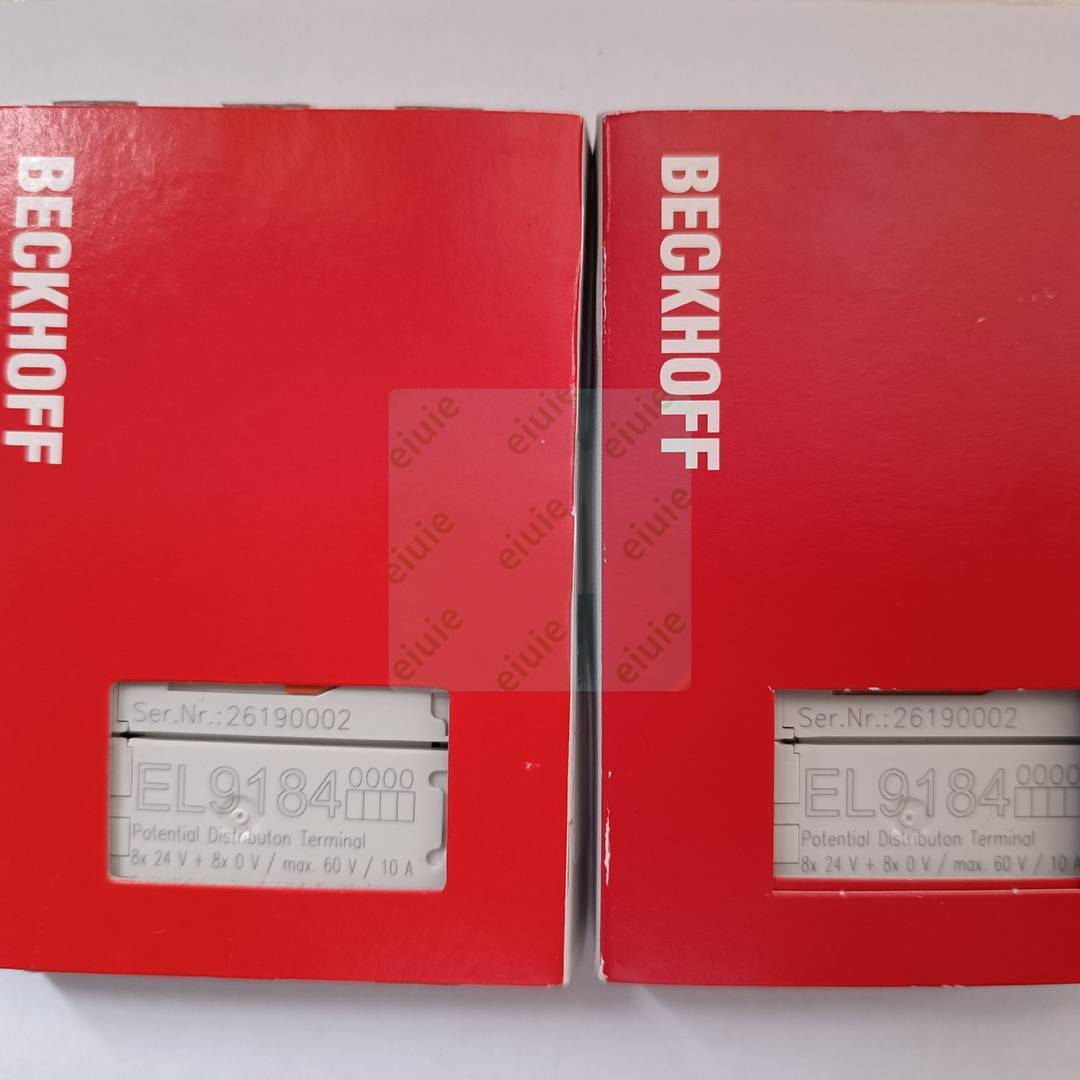 BECKHOFF
Ser.Nr.:26190002
EL9184 0000
Potential Distributon Terminal
8x 24 V + 8x 0 V / max. 60 V / 10 A
BECKHOFF
Ser.Nr.:26190002
EL9184 0000
Potential Distributon Terminal
8x 24 V + 8x 0 V / max. 60 V / 10 A
eiuie eiuie eiuie
eiuie eiuie eiuie
eiuie eiuie eiuie